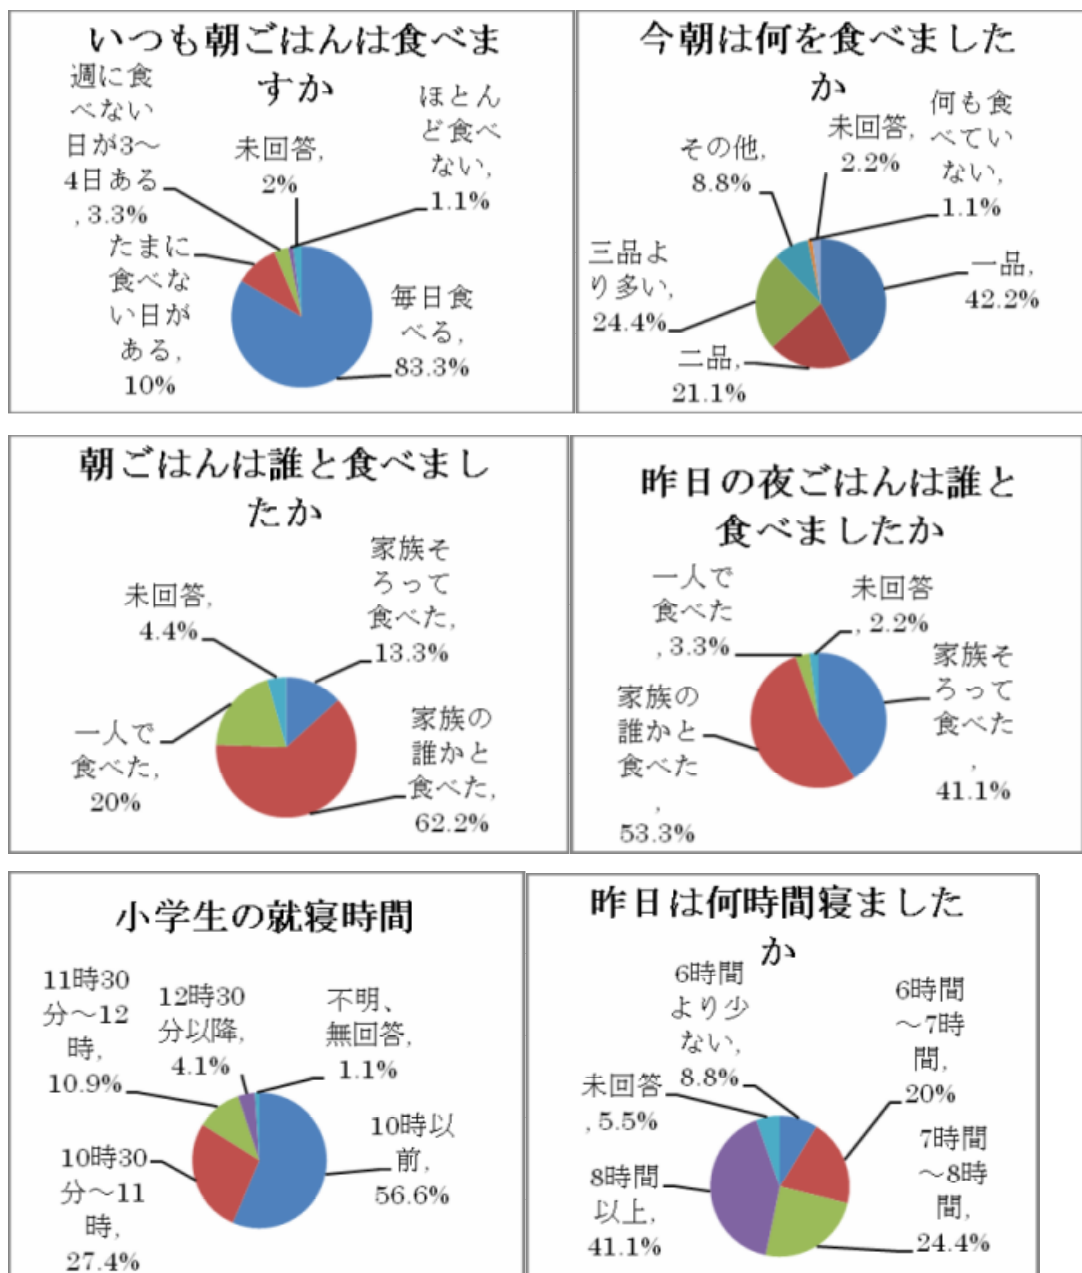 いつも朝ごはんは食べま
すか
週に食
べない
日が3～
4日ある
, 3.3%
未回答,
2%
ほとん
ど食べ
ない,
1.1%
たまに
食べな
い日が
ある,
10%
毎日食
べる,
83.3%
今朝は何を食べました
か
その他,
8.8%
未回答,
2.2%
何も食
べてい
ない,
1.1%
三品よ
り多い,
24.4%
一品,
42.2%
二品,
21.1%
朝ごはんは誰と食べまし
たか
未回答,
4.4%
家族そ
ろって
食べた,
13.3%
一人で
食べた,
20%
家族の
誰かと
食べた,
62.2%
昨日の夜ごはんは誰と
食べましたか
一人で
食べた
, 3.3%
未回答
, 2.2%
家族の
誰かと
食べた
,
53.3%
家族そ
ろって
食べた
,
41.1%
小学生の就寝時間
11時30
分～12
時,
10.9%
12時30
分以降,
4.1%
不明、
無回答,
1.1%
10時30
分～11
時,
27.4%
10時以
前,
56.6%
昨日は何時間寝ました
か
6時間
より少
ない,
8.8%
6時間
～7時
間,
20%
未回答
, 5.5%
8時間
以上,
41.1%
7時間
～8時
間,
24.4%